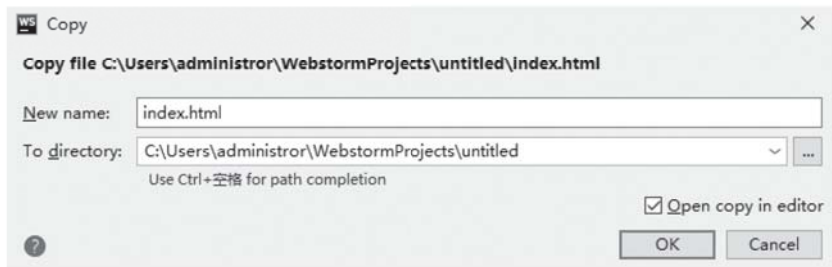 WS Copy
Copy file C:\Users\administror\WebstormProjects\untitled\index.html
New name: index.html
To directory: C:\Users\administror\WebstormProjects\untitled ...
Use Ctrl+空格 for path completion
Open copy in editor
? OK Cancel